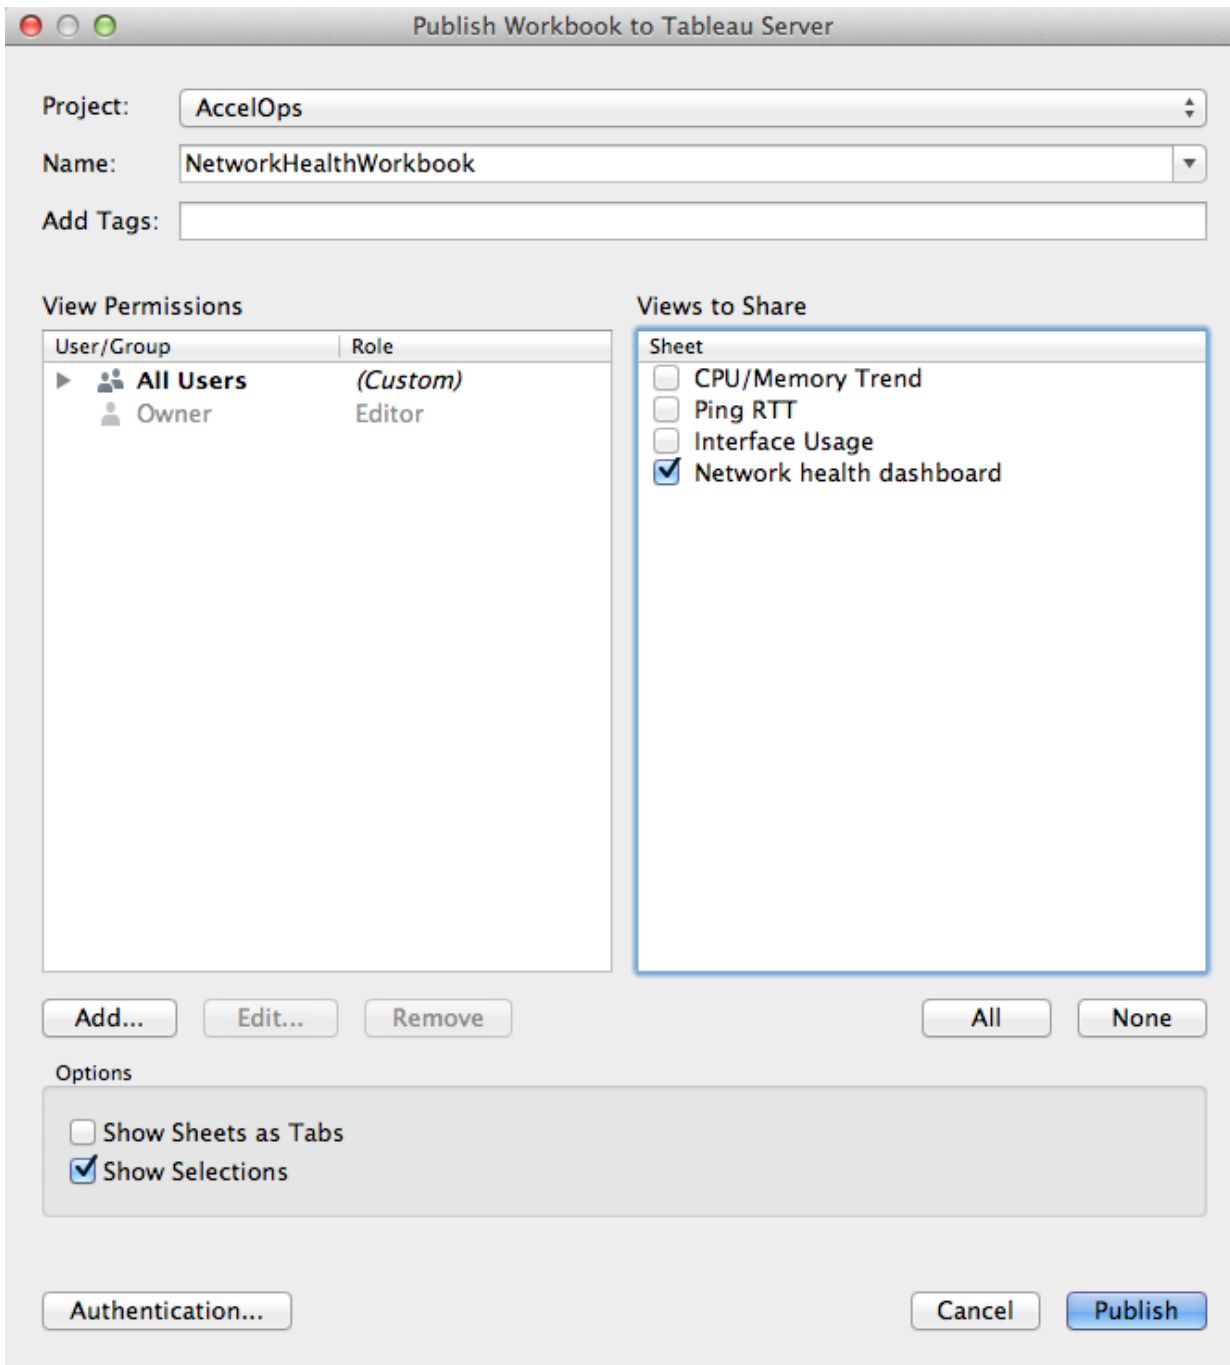 Publish Workbook to Tableau Server
Project: AccelOps
Name: NetworkHealthWorkbook
Add Tags:
View Permissions
User/Group Role
All Users (Custom)
Owner Editor
Views to Share
Sheet
CPU/Memory Trend
Ping RTT
Interface Usage
Network health dashboard
Add... Edit... Remove
All None
Options
Show Sheets as Tabs
Show Selections
Authentication... Cancel Publish